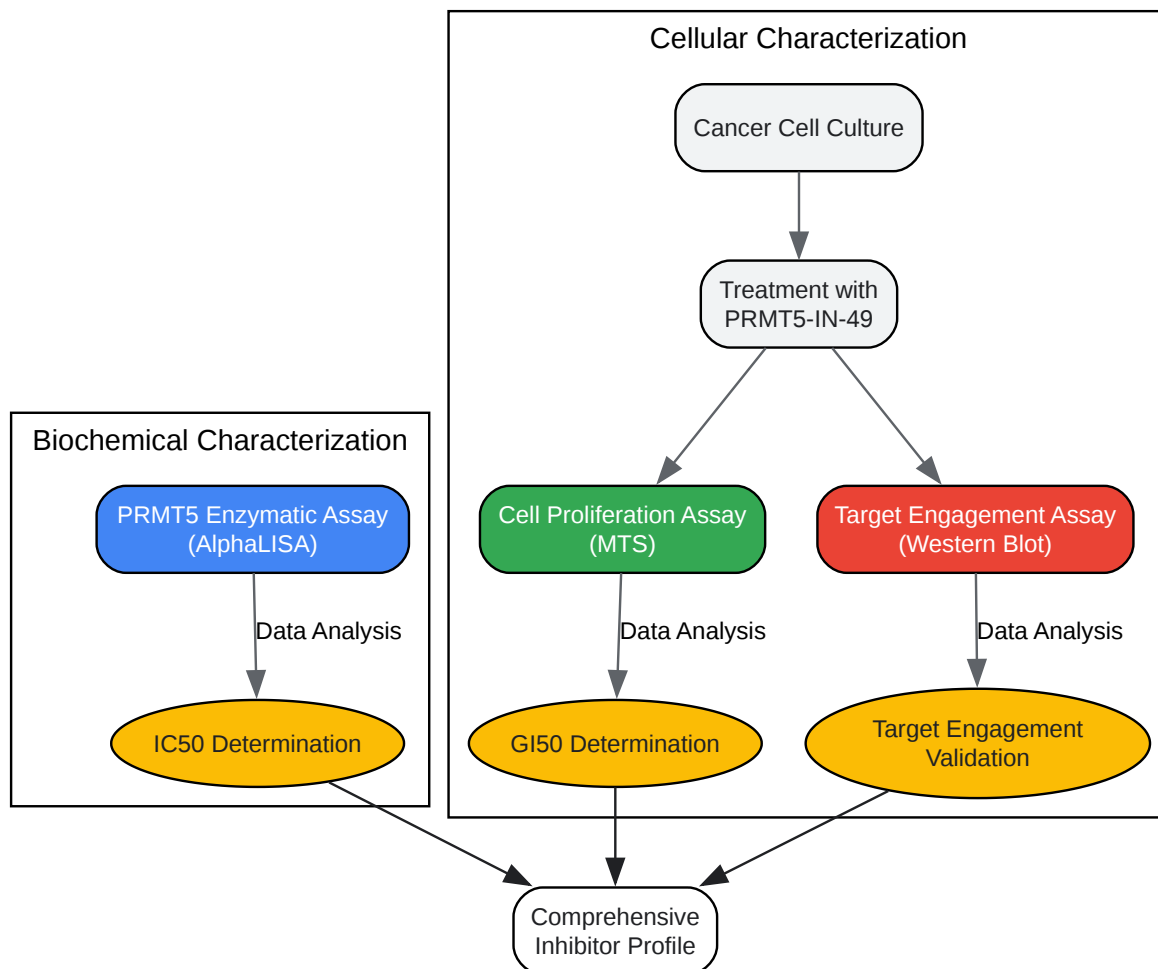 Cellular Characterization
Cancer Cell Culture
Treatment with
PRMT5-IN-49
Biochemical Characterization
PRMT5 Enzymatic Assay
(AlphaLISA)
Cell Proliferation Assay
(MTS)
Target Engagement Assay
(Western Blot)
Data Analysis
Data Analysis
Data Analysis
IC50 Determination
GI50 Determination
Target Engagement
Validation
Comprehensive
Inhibitor Profile